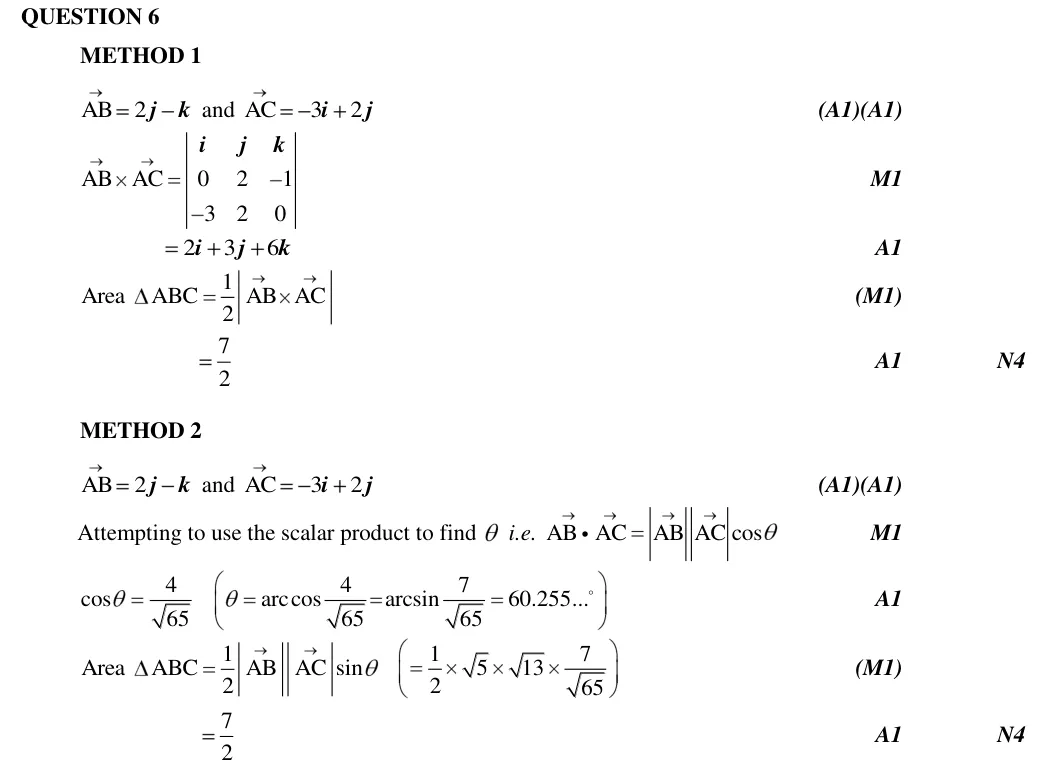 QUESTION 6
METHOD 1
→AB = 2j − k and →AC = −3i + 2j (A1)(A1)
→AB × →AC = | i j k |
| 0 2 −1 | M1
| −3 2 0 |
= 2i + 3j + 6k A1
Area ΔABC = 1/2 | →AB × →AC | (M1)
= 7/2 A1 N4
METHOD 2
→AB = 2j − k and →AC = −3i + 2j (A1)(A1)
Attempting to use the scalar product to find θ i.e. →AB • →AC = |→AB||→AC| cosθ M1
cosθ = 4/√65 (θ = arccos 4/√65 = arcsin 7/√65 = 60.255...°) A1
Area ΔABC = 1/2 |→AB||→AC| sinθ (= 1/2 × √5 × √13 × 7/√65) (M1)
= 7/2 A1 N4